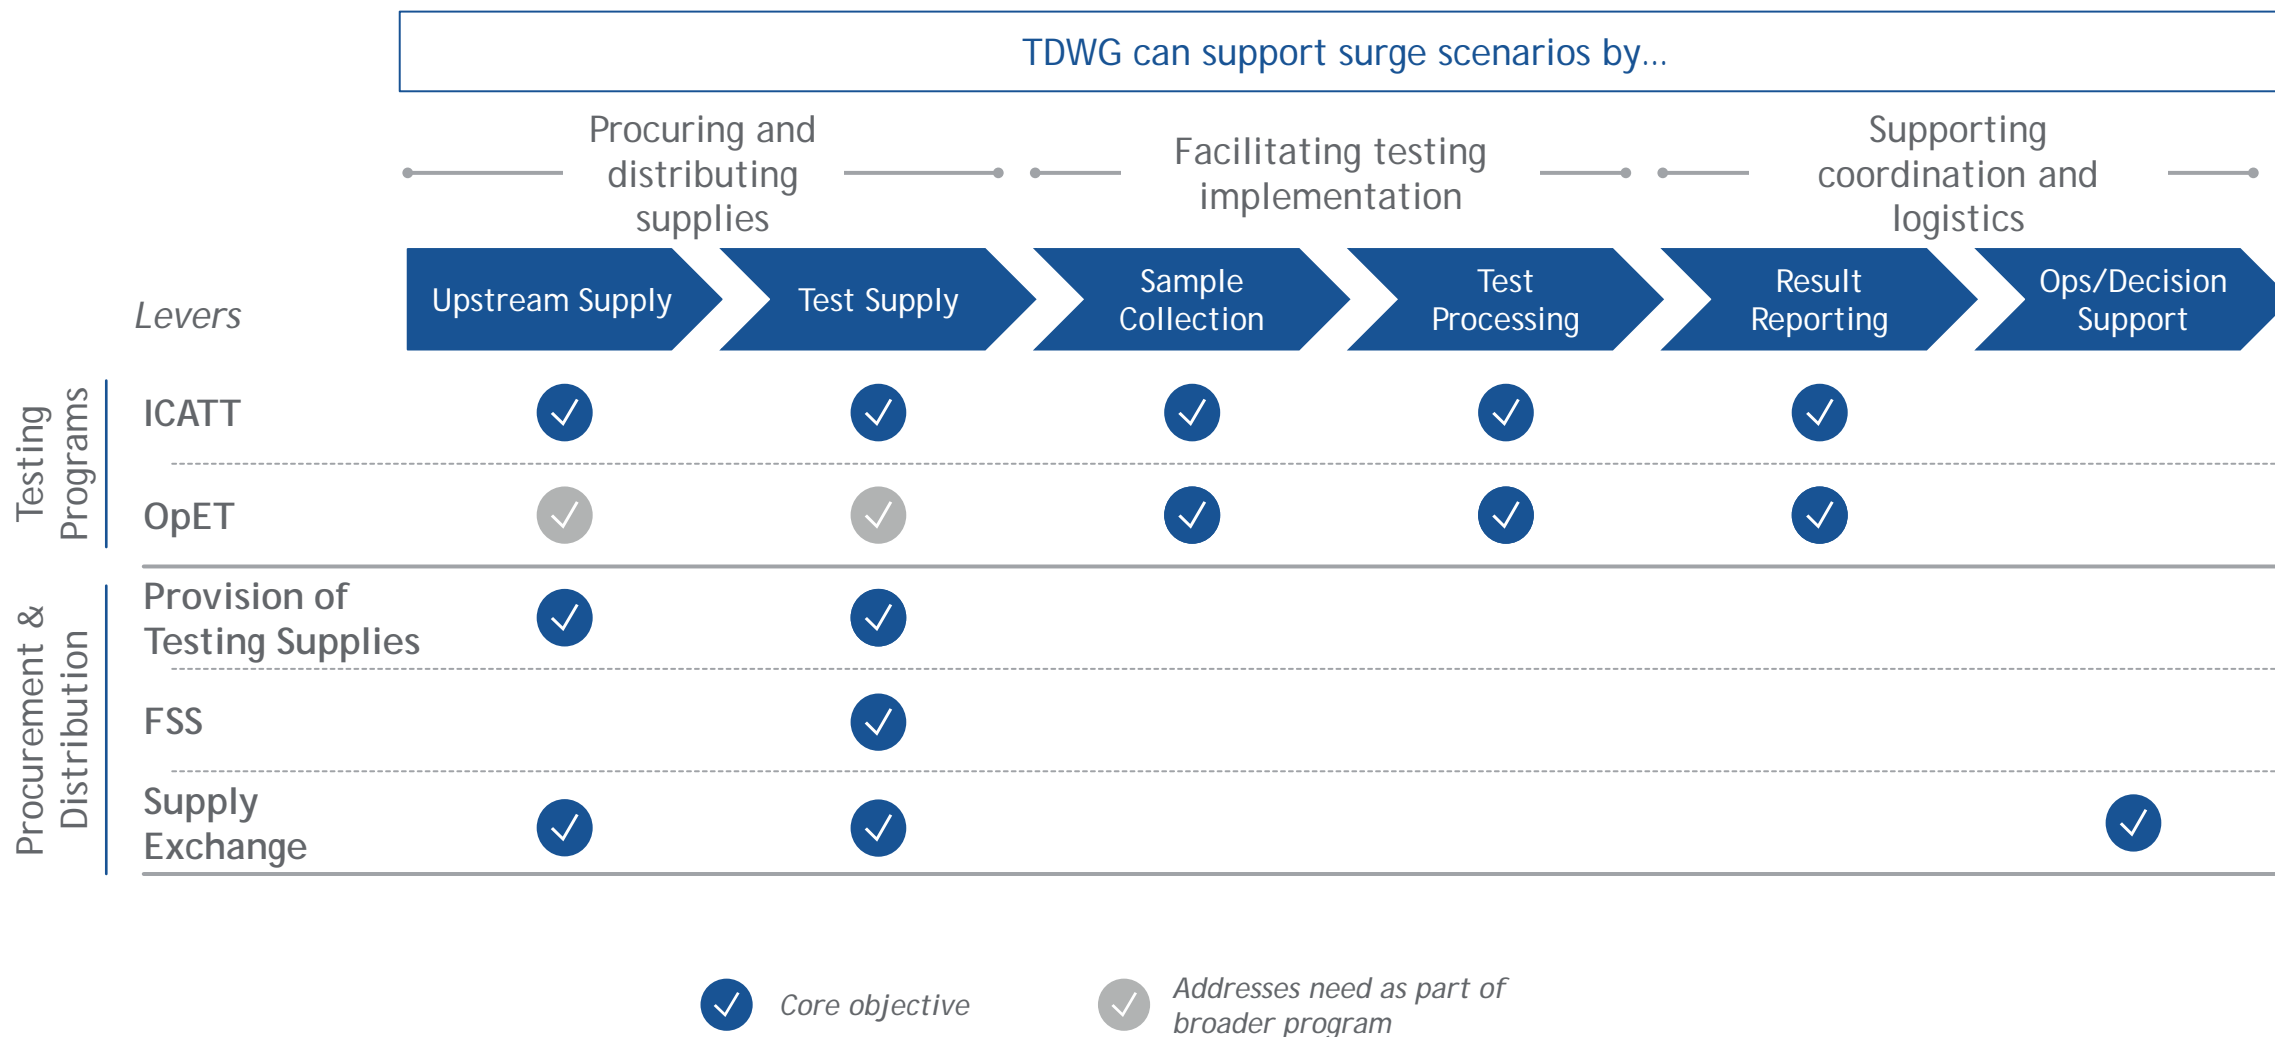 TDWG can support surge scenarios by...
Procuring and
distributing
supplies
Facilitating testing
implementation
Supporting
coordination and
logistics
Levers
Upstream Supply
Test Supply
Sample
Collection
Test
Processing
Result
Reporting
Ops/Decision
Support
Testing
Programs
ICATT
OpET
Procurement &
Distribution
Provision of
Testing Supplies
FSS
Supply
Exchange
Core objective
Addresses need as part of
broader program